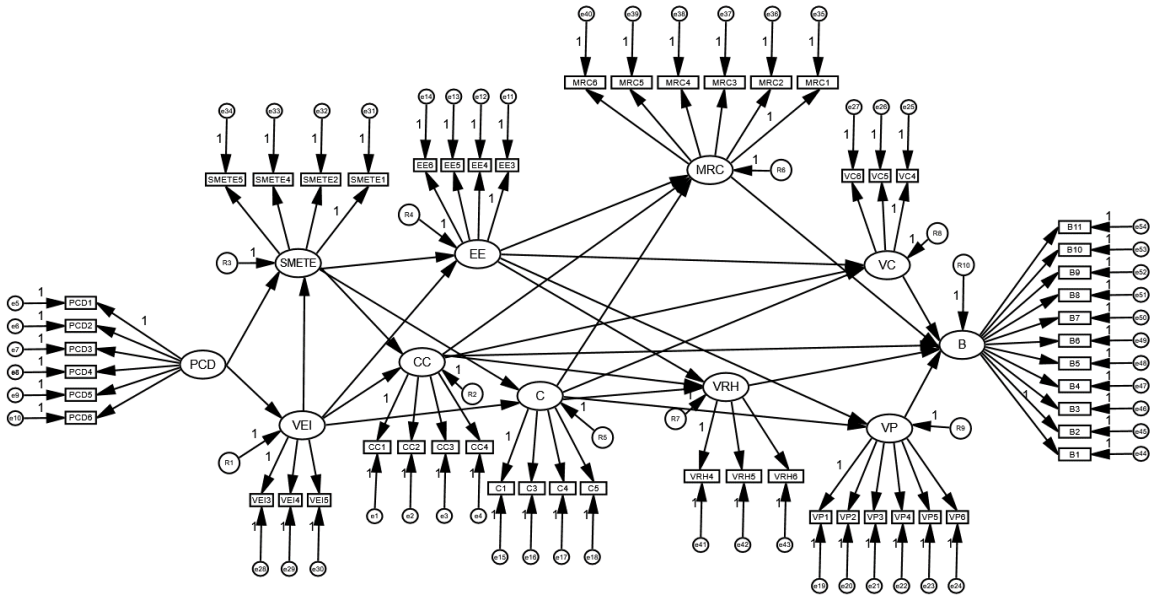 e40 e39 e38 e37 e36 e35
1 1 1 1 1 1
MRC6 MRC5 MRC4 MRC3 MRC2 MRC1
1
MRC
1
R6
e34 e33 e32 e31
1 1 1 1
SMETE5 SMETE4 SMETE2 SMETE1
1
R3
1
SMETE
e14 e13 e12 e11
1 1 1 1
EE6 EE5 EE4 EE3
1
R4
1
EE
e27 e26 e25
1 1 1
VC6 VC5 VC4
1
R8
1
VC
R10
1
B
B11 1 e54
B10 1 e53
B9 1 e52
B8 1 e51
B7 1 e50
B6 1 e49
B5 1 e48
B4 1 e47
B3 1 e46
B2 1 e45
B1 1 e44
1
e5 1 PCD1
e6 1 PCD2
e7 1 PCD3
e8 1 PCD4
e9 1 PCD5
e10 1 PCD6
1
PCD
VEI
R1
1
1
VEI3 VEI4 VEI5
1 1 1
e28 e29 e30
CC
1
R2
1
CC1 CC2 CC3 CC4
1 1 1 1
e1 e2 e3 e4
C
1
R5
1
C1 C3 C4 C5
1 1 1 1
e15 e16 e17 e18
VRH
R7
1
1
VRH4 VRH5 VRH6
1 1 1
e41 e42 e43
VP
1
R9
1
VP1 VP2 VP3 VP4 VP5 VP6
1 1 1 1 1 1
e19 e20 e21 e22 e23 e24